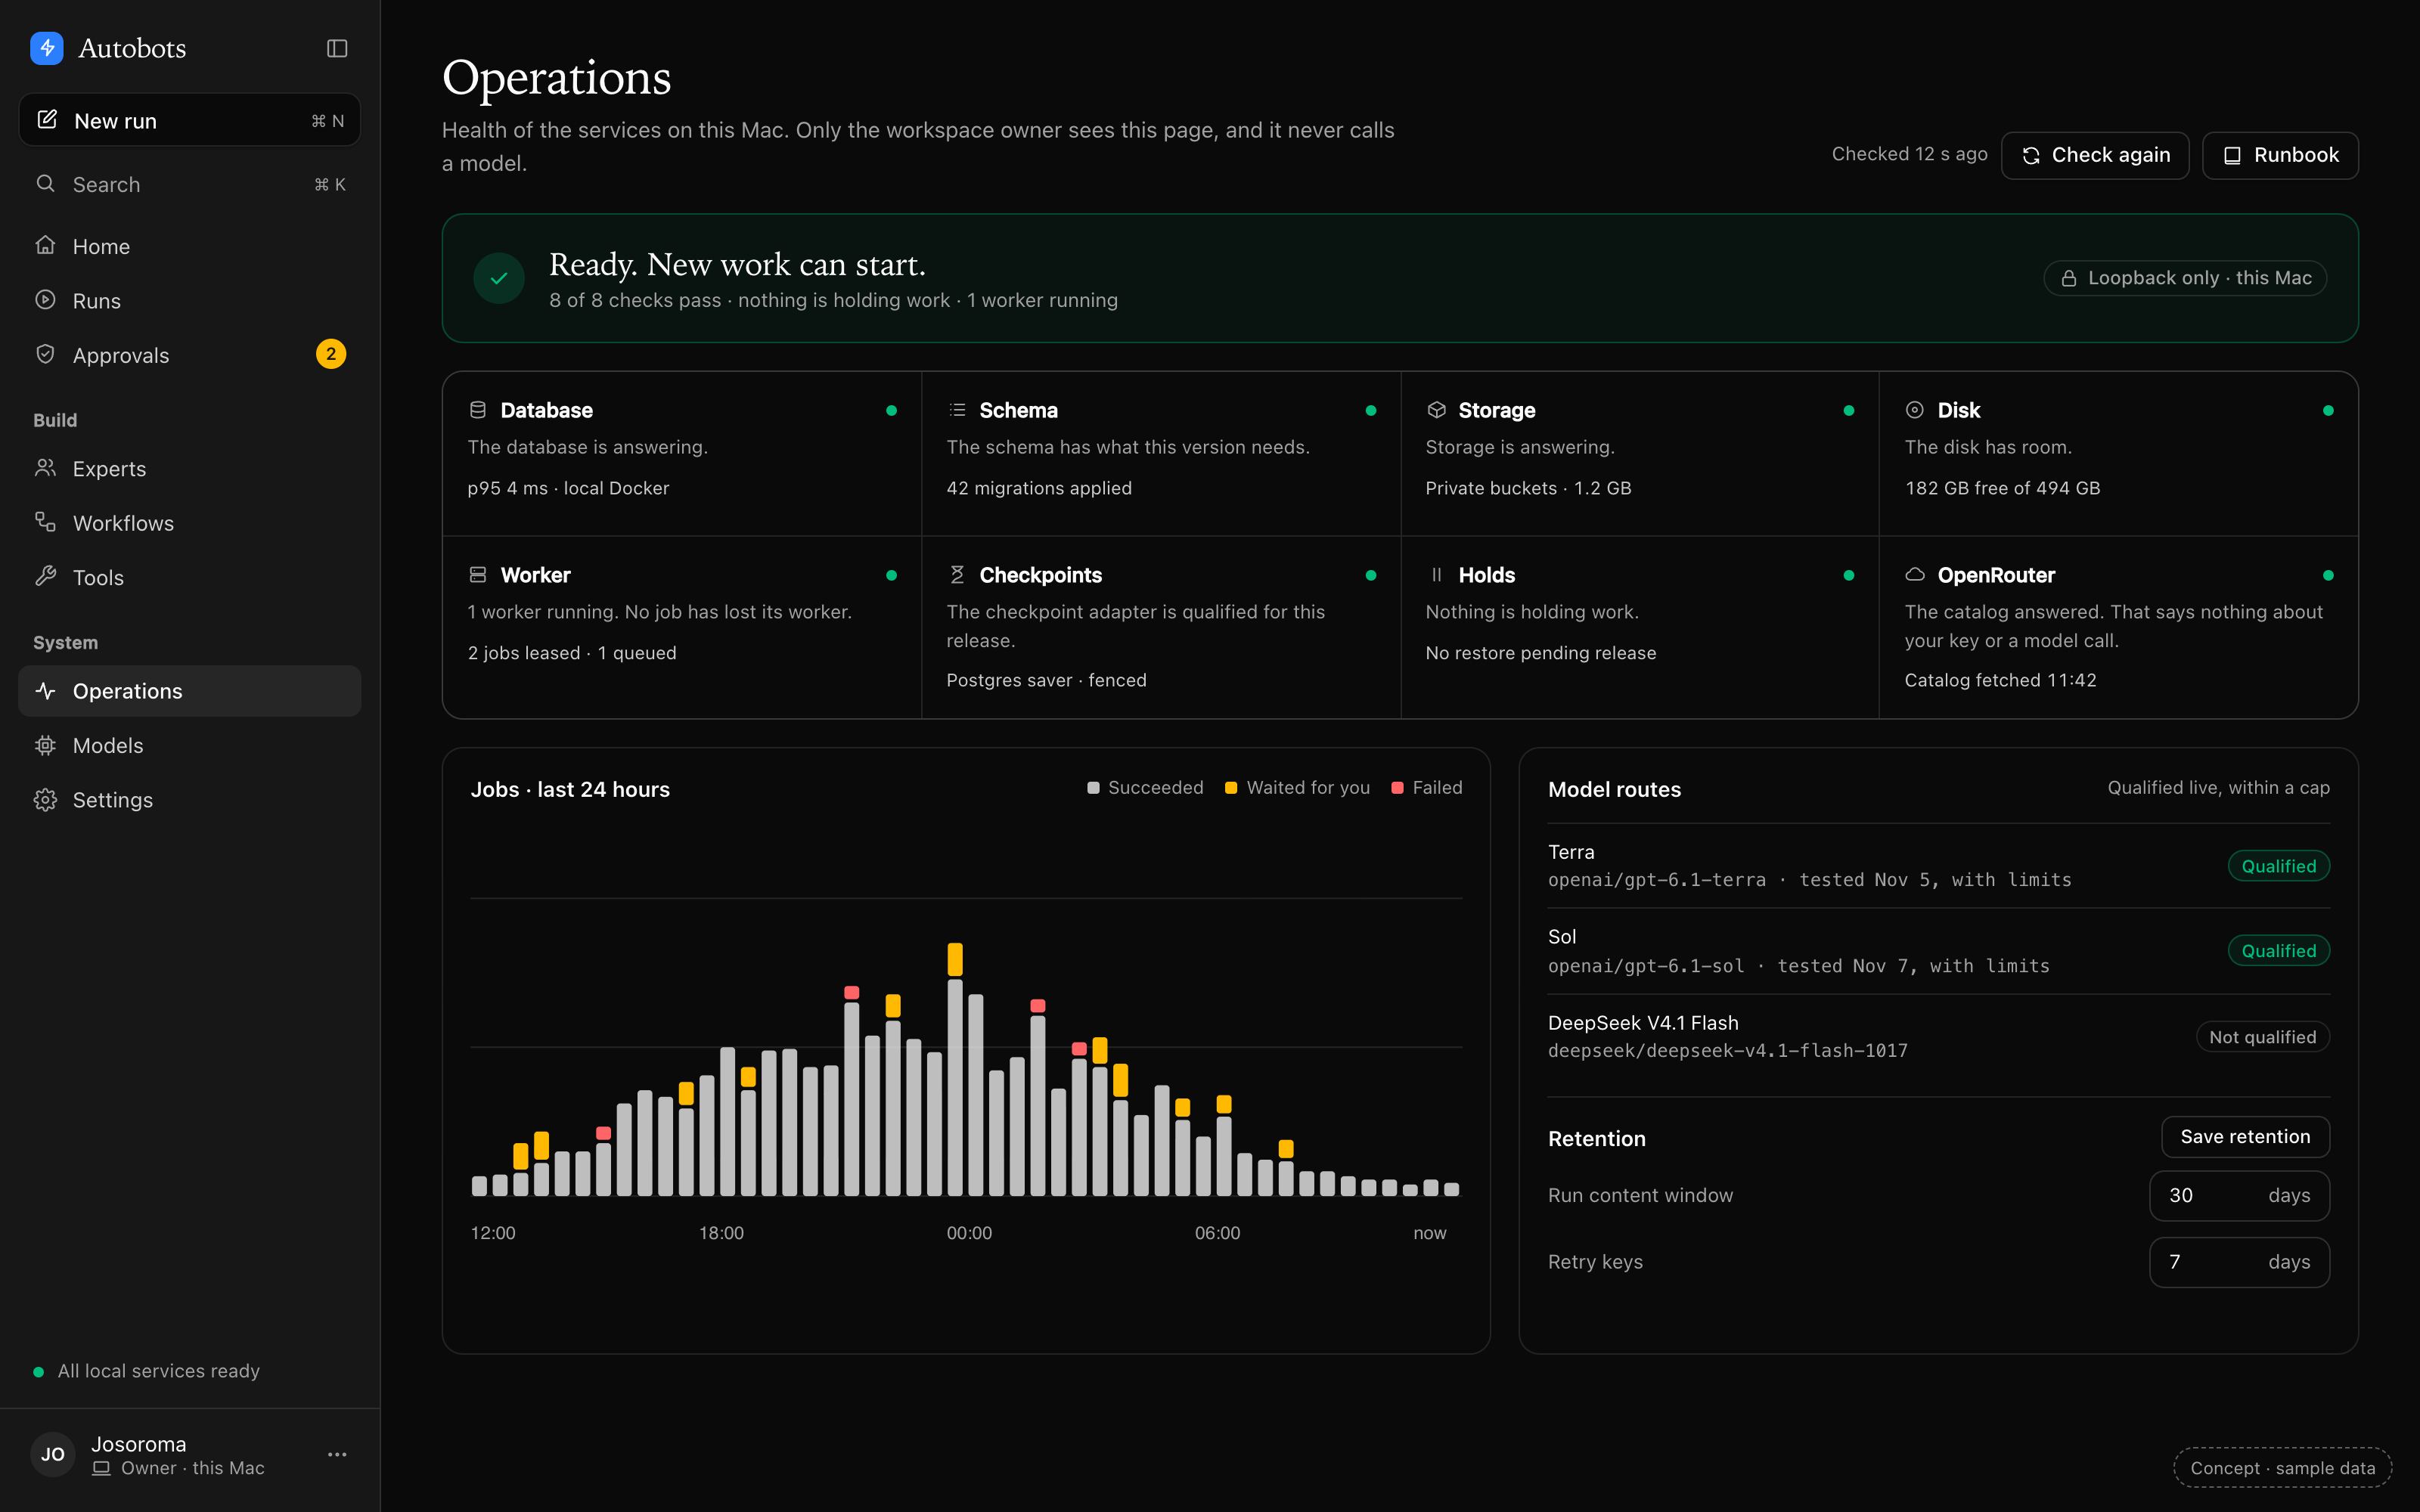 Autobots
New run
⌘ N
Search
⌘ K
Home
Runs
Approvals
2
Build
Experts
Workflows
Tools
System
Operations
Models
Settings
All local services ready
JO
Josoroma
Owner · this Mac
Operations
Health of the services on this Mac. Only the workspace owner sees this page, and it never calls
a model.
Checked 12 s ago
Check again
Runbook
Ready. New work can start.
8 of 8 checks pass · nothing is holding work · 1 worker running
Loopback only · this Mac
Database
The database is answering.
p95 4 ms · local Docker
Schema
The schema has what this version needs.
42 migrations applied
Storage
Storage is answering.
Private buckets · 1.2 GB
Disk
The disk has room.
182 GB free of 494 GB
Worker
1 worker running. No job has lost its worker.
2 jobs leased · 1 queued
Checkpoints
The checkpoint adapter is qualified for this
release.
Postgres saver · fenced
Holds
Nothing is holding work.
No restore pending release
OpenRouter
The catalog answered. That says nothing about
your key or a model call.
Catalog fetched 11:42
Jobs · last 24 hours
Succeeded
Waited for you
Failed
12:00
18:00
00:00
06:00
now
Model routes
Qualified live, within a cap
Terra
openai/gpt-6.1-terra · tested Nov 5, with limits
Qualified
Sol
openai/gpt-6.1-sol · tested Nov 7, with limits
Qualified
DeepSeek V4.1 Flash
deepseek/deepseek-v4.1-flash-1017
Not qualified
Retention
Save retention
Run content window
30 days
Retry keys
7 days
Concept · sample data